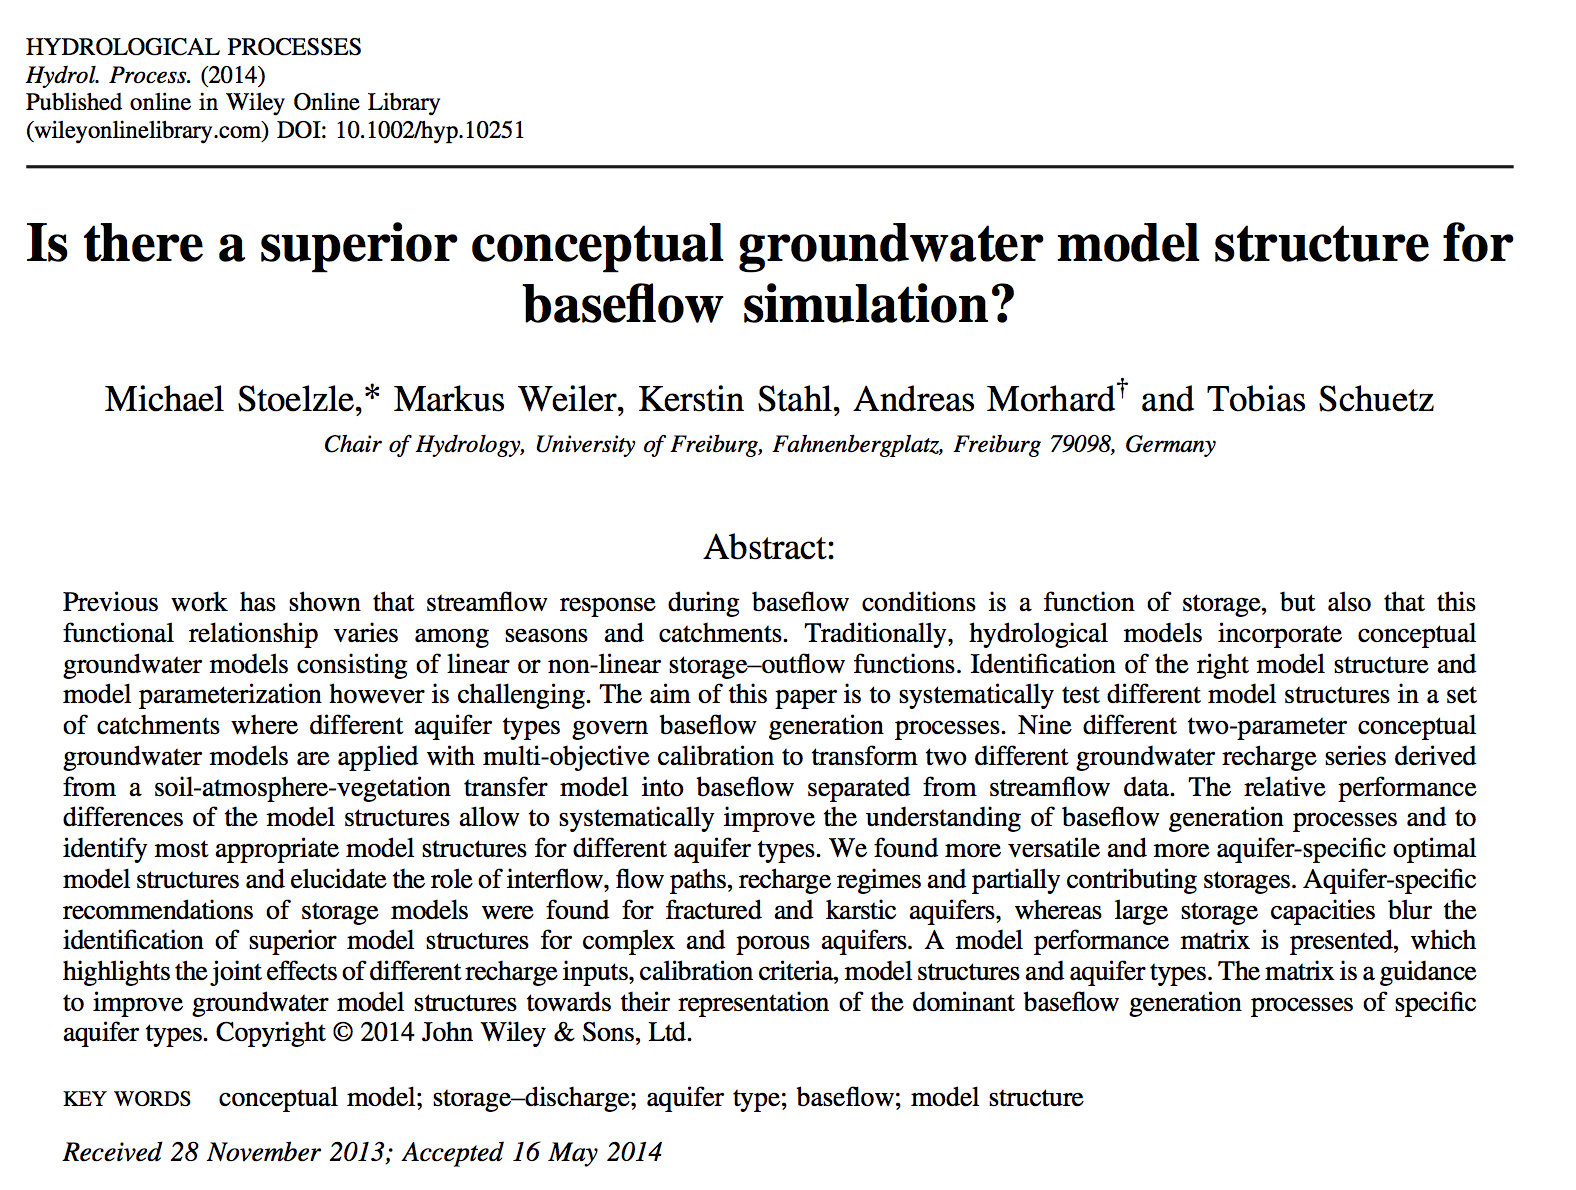 HYDROLOGICAL PROCESSES
Hydrol. Process. (2014)
Published online in Wiley Online Library
(wileyonlinelibrary.com) DOI: 10.1002/hyp.10251
Is there a superior conceptual groundwater model structure for
baseflow simulation?
Michael Stoelzle,* Markus Weiler, Kerstin Stahl, Andreas Morhard† and Tobias Schuetz
Chair of Hydrology, University of Freiburg, Fahnenbergplatz, Freiburg 79098, Germany
Abstract:
Previous work has shown that streamflow response during baseflow conditions is a function of storage, but also that this
functional relationship varies among seasons and catchments. Traditionally, hydrological models incorporate conceptual
groundwater models consisting of linear or non-linear storage–outflow functions. Identification of the right model structure and
model parameterization however is challenging. The aim of this paper is to systematically test different model structures in a set
of catchments where different aquifer types govern baseflow generation processes. Nine different two-parameter conceptual
groundwater models are applied with multi-objective calibration to transform two different groundwater recharge series derived
from a soil-atmosphere-vegetation transfer model into baseflow separated from streamflow data. The relative performance
differences of the model structures allow to systematically improve the understanding of baseflow generation processes and to
identify most appropriate model structures for different aquifer types. We found more versatile and more aquifer-specific optimal
model structures and elucidate the role of interflow, flow paths, recharge regimes and partially contributing storages. Aquifer-specific
recommendations of storage models were found for fractured and karstic aquifers, whereas large storage capacities blur the
identification of superior model structures for complex and porous aquifers. A model performance matrix is presented, which
highlights the joint effects of different recharge inputs, calibration criteria, model structures and aquifer types. The matrix is a guidance
to improve groundwater model structures towards their representation of the dominant baseflow generation processes of specific
aquifer types. Copyright © 2014 John Wiley & Sons, Ltd.
KEY WORDS conceptual model; storage–discharge; aquifer type; baseflow; model structure
Received 28 November 2013; Accepted 16 May 2014